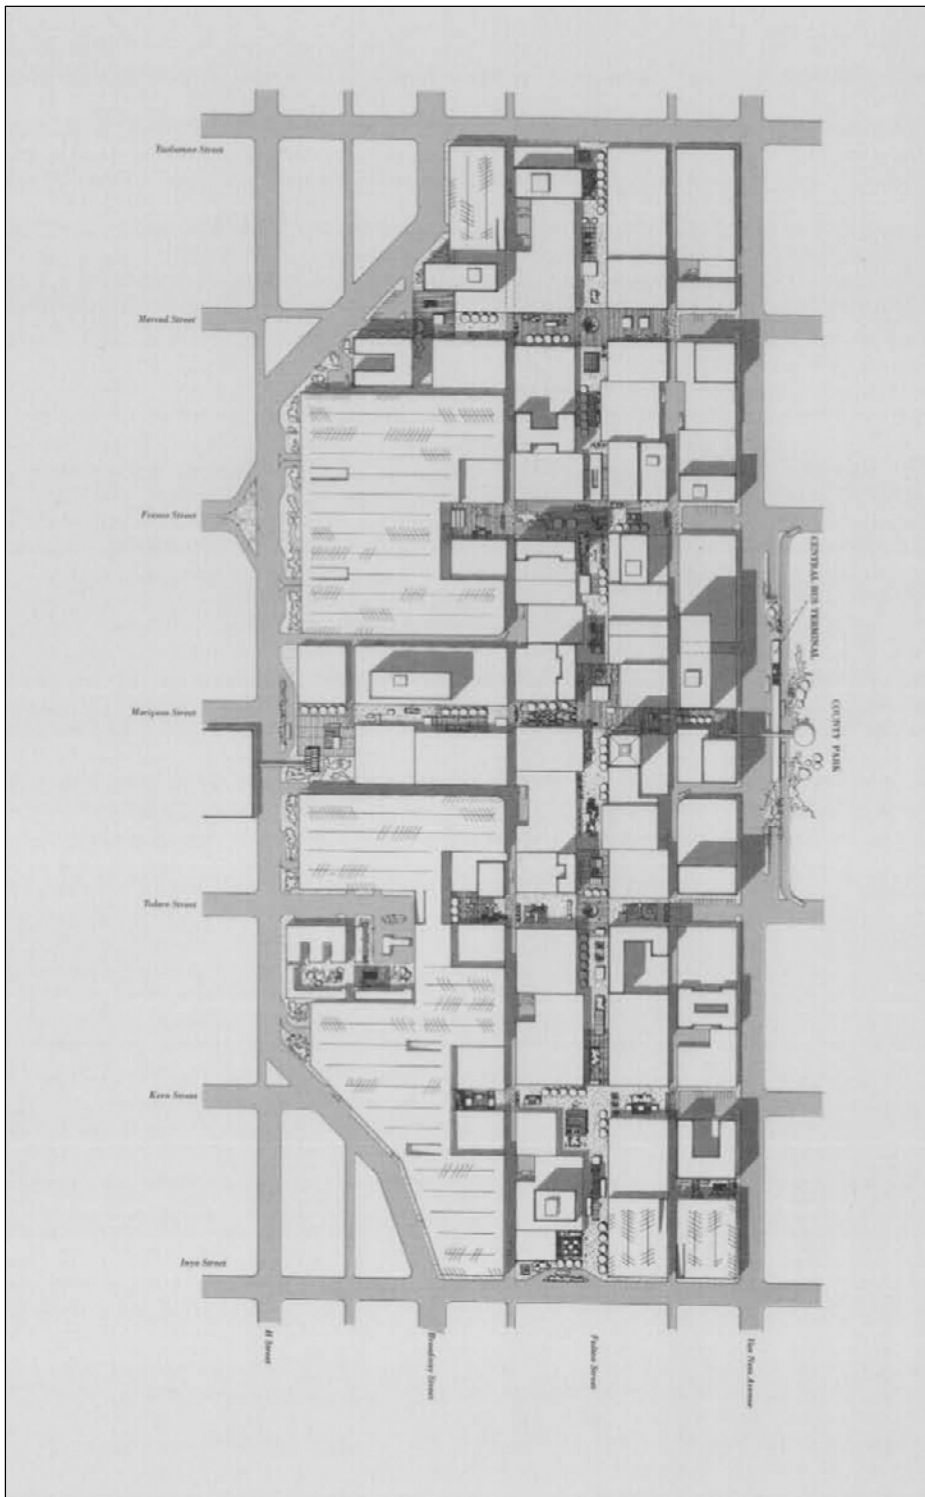 Tuolumne Street
Merced Street
Fresno Street
CENTRAL BUS TERMINAL
COUNTY PARK
Mariposa Street
Tulare Street
Kern Street
Inyo Street
H Street
Broadway Street
Fulton Street
Van Ness Avenue